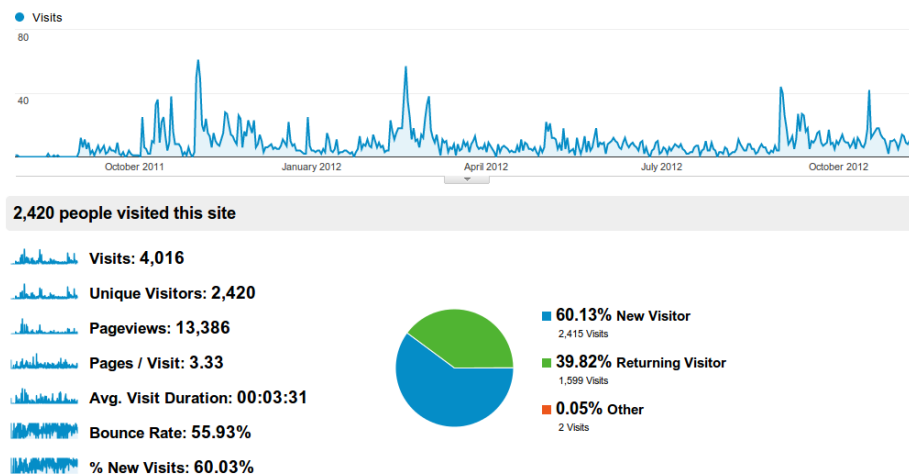 Visits
80
40
October 2011
January 2012
April 2012
July 2012
October 2012
2,420 people visited this site
Visits: 4,016
Unique Visitors: 2,420
Pageviews: 13,386
Pages / Visit: 3.33
Avg. Visit Duration: 00:03:31
Bounce Rate: 55.93%
% New Visits: 60.03%
60.13% New Visitor
2,415 Visits
39.82% Returning Visitor
1,599 Visits
0.05% Other
2 Visits